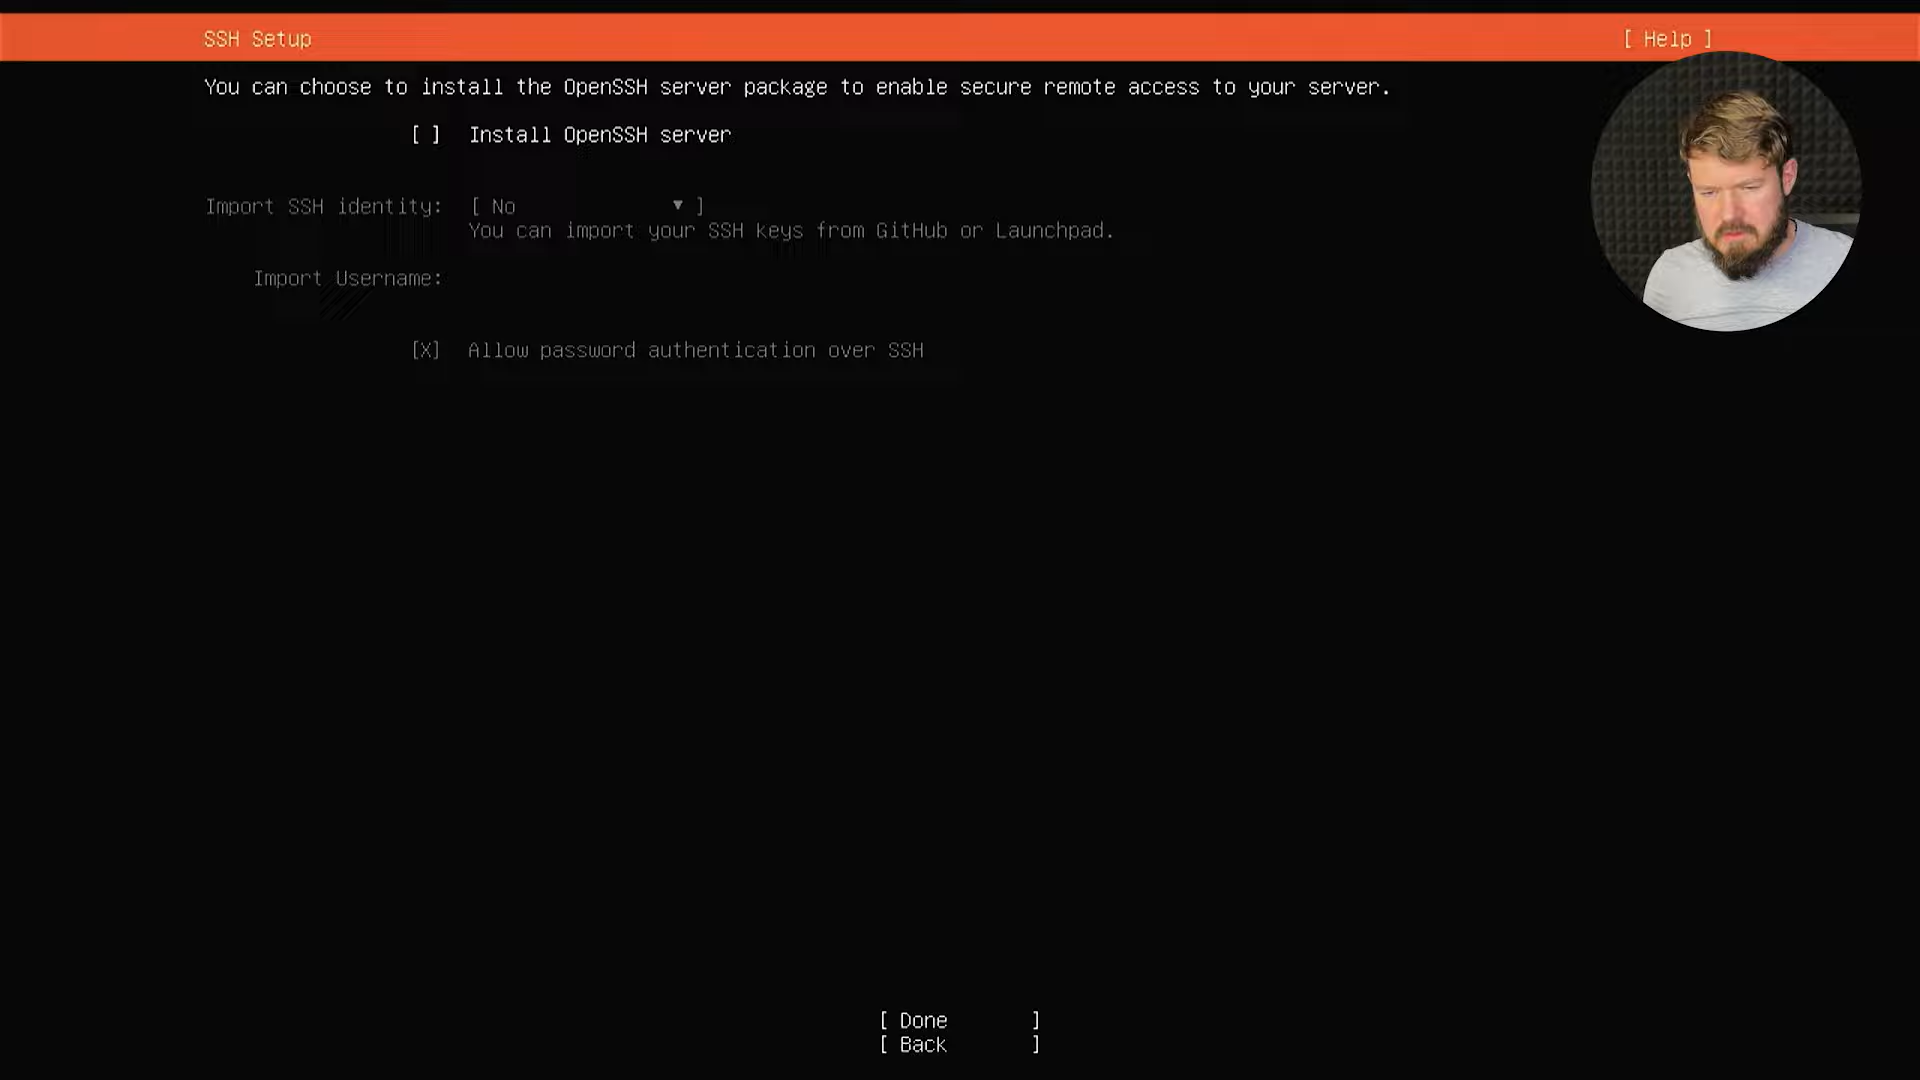 SSH Setup [ Help ]
You can choose to install the OpenSSH server package to enable secure remote access to your server.
[ ] Install OpenSSH server
Import SSH identity: [ No ▾ ]
You can import your SSH keys from GitHub or Launchpad.
Import Username:
[X] Allow password authentication over SSH
[ Done ]
[ Back ]